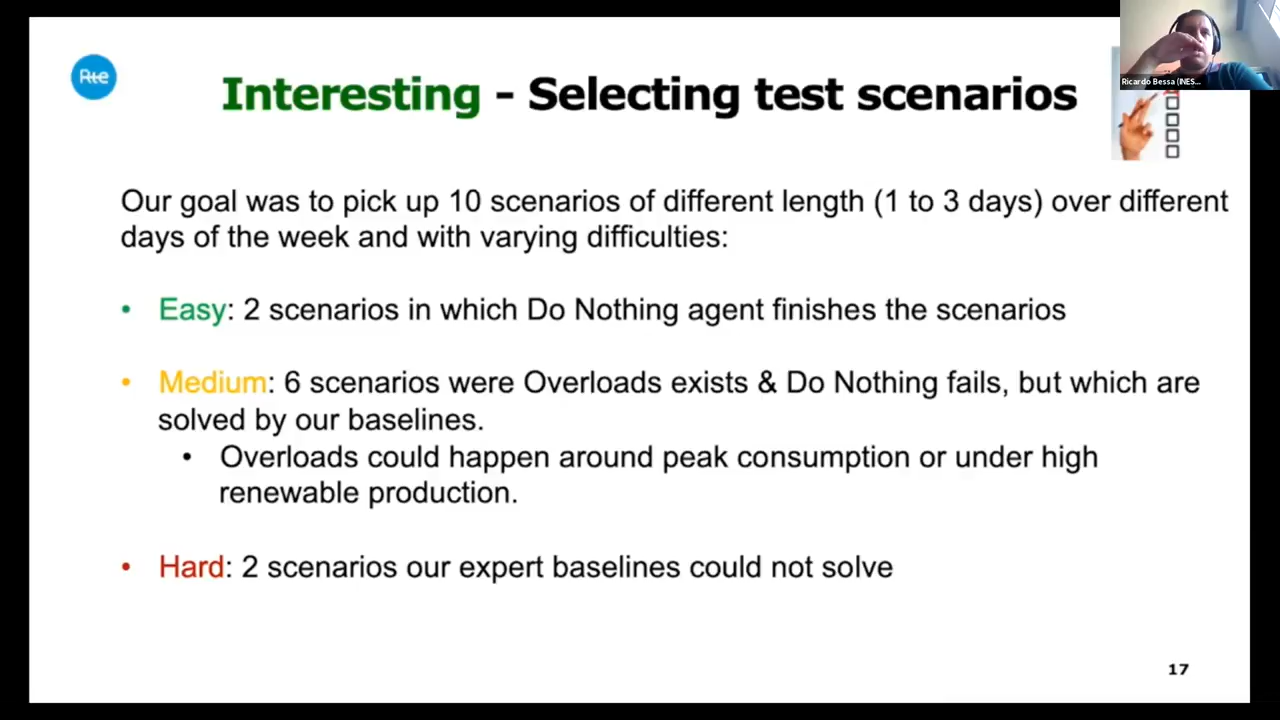 Rte
Interesting - Selecting test scenarios
Ricardo Bessa (INES...
Our goal was to pick up 10 scenarios of different length (1 to 3 days) over different
days of the week and with varying difficulties:
• Easy: 2 scenarios in which Do Nothing agent finishes the scenarios
• Medium: 6 scenarios were Overloads exists & Do Nothing fails, but which are
solved by our baselines.
• Overloads could happen around peak consumption or under high
renewable production.
• Hard: 2 scenarios our expert baselines could not solve
17